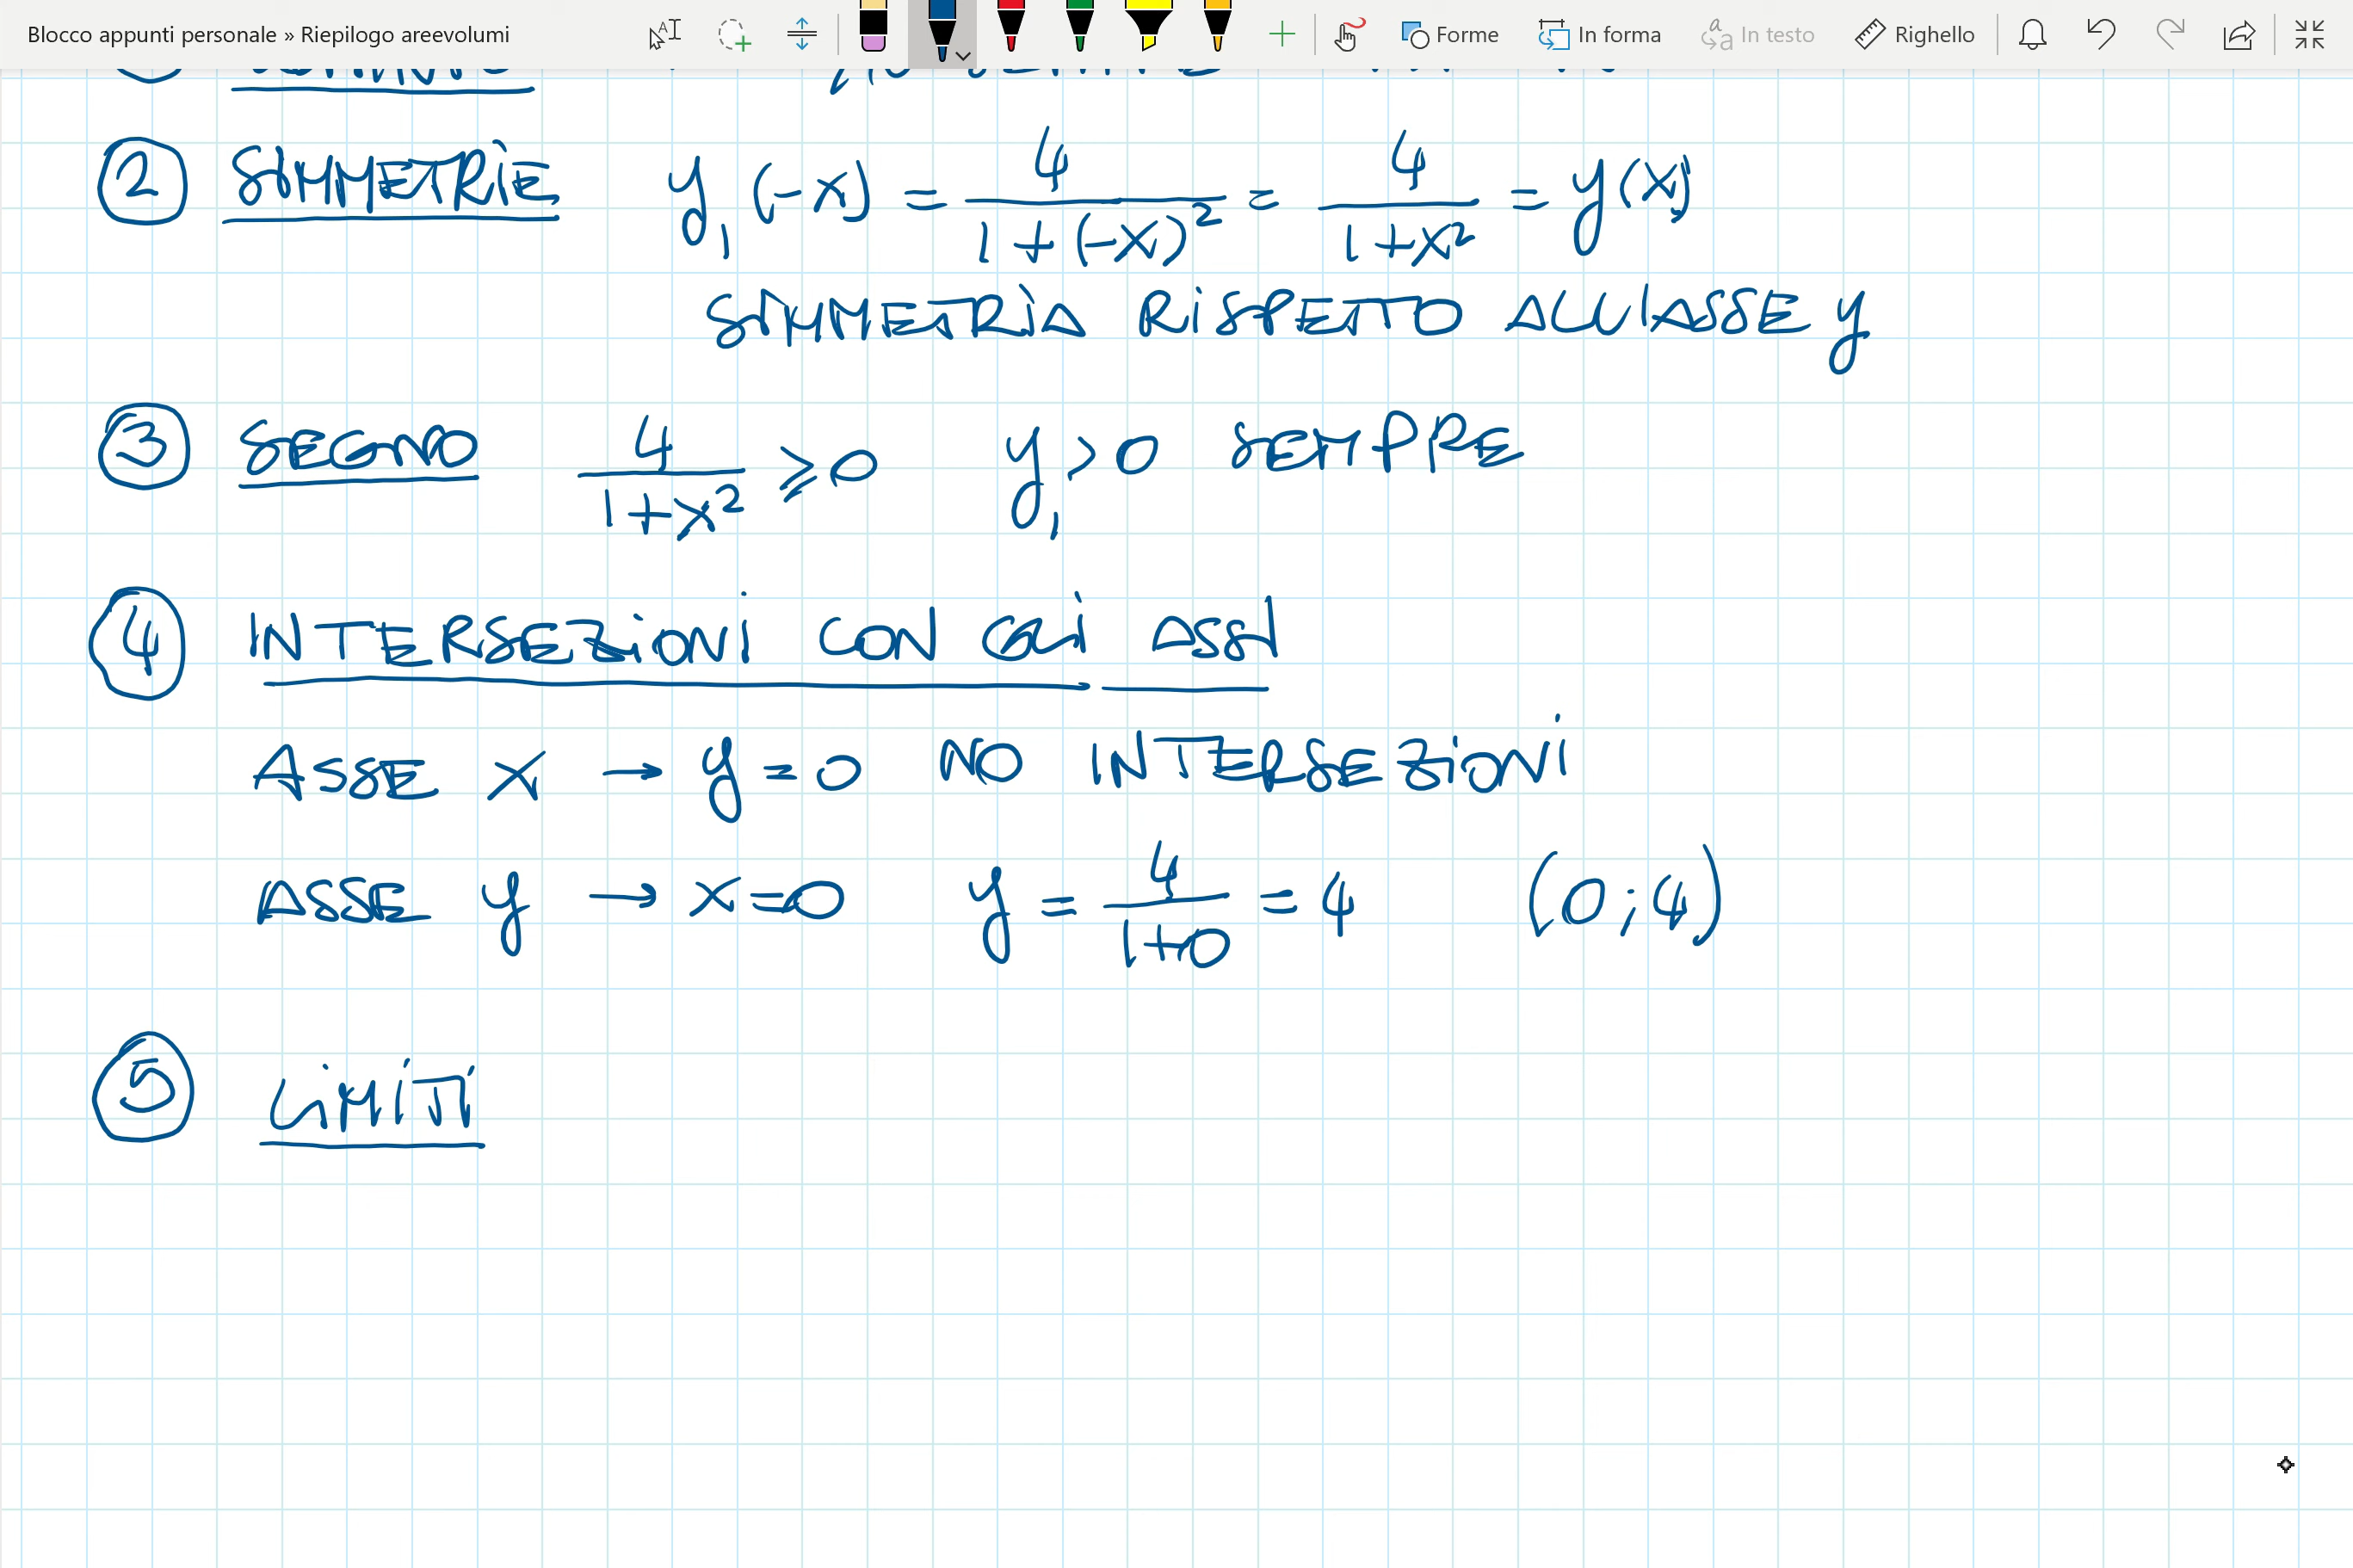 Blocco appunti personale » Riepilogo areevolumi
Forme In forma In testo Righello
② SIMMETRIE y₁(-x) = 4/(1+(-x)²) = 4/(1+x²) = y(x)
SIMMETRIA RISPETTO ALL'ASSE y
③ SEGNO 4/(1+x²) ≥ 0 y₁>0 SEMPRE
④ INTERSEZIONI CON GLI ASSI
ASSE x → y=0 NO INTERSEZIONI
ASSE y → x=0 y = 4/(1+0) = 4 (0;4)
⑤ LIMITI